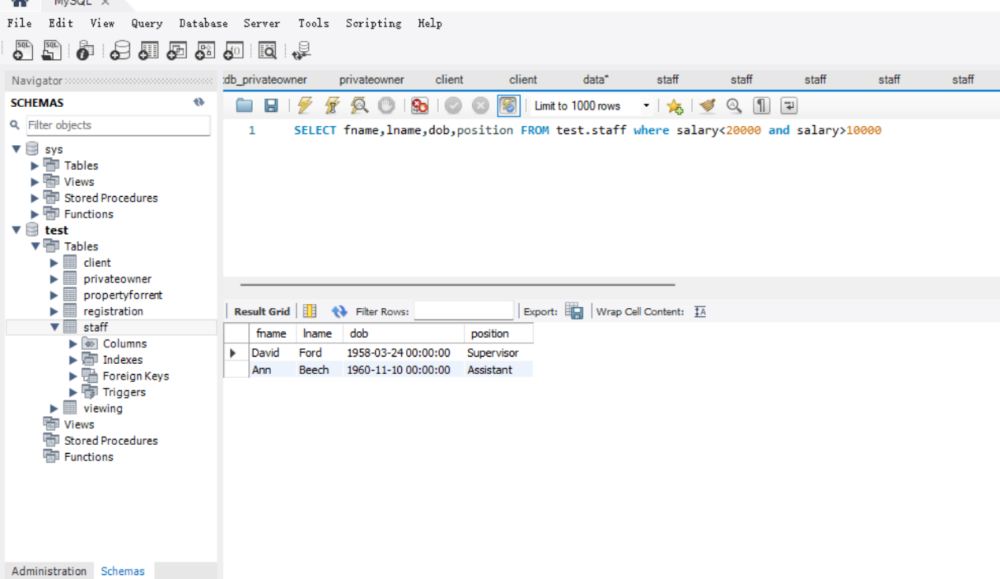 MySQL ×
File Edit View Query Database Server Tools Scripting Help
Navigator
SCHEMAS
Filter objects
sys
Tables
Views
Stored Procedures
Functions
test
Tables
client
privateowner
propertyforrent
registration
staff
Columns
Indexes
Foreign Keys
Triggers
viewing
Views
Stored Procedures
Functions
Administration Schemas
db_privateowner privateowner client client data* staff staff staff staff staff
Limit to 1000 rows
1 SELECT fname,lname,dob,position FROM test.staff where salary<20000 and salary>10000
Result Grid Filter Rows: Export: Wrap Cell Content:
fname lname dob position
David Ford 1958-03-24 00:00:00 Supervisor
Ann Beech 1960-11-10 00:00:00 Assistant